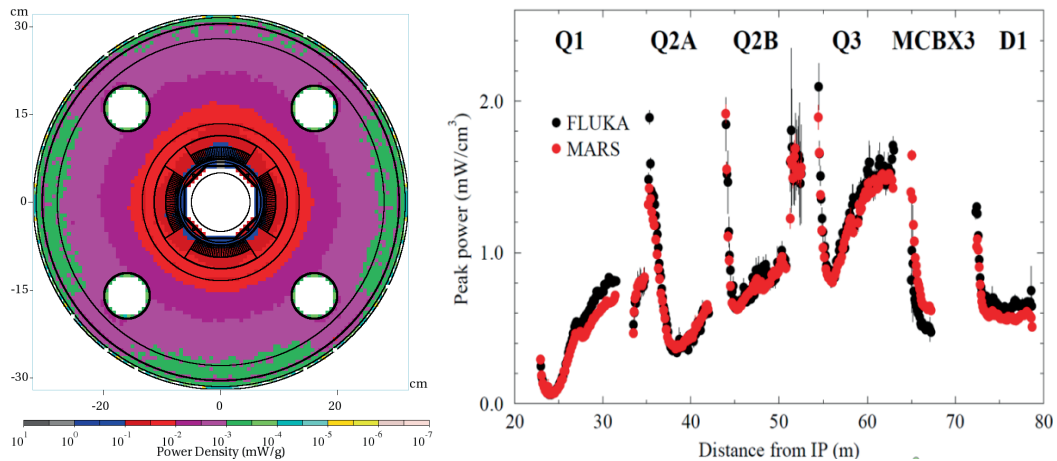 cm
32
15
0
-15
-30
cm
-20 0 20
10^1 10^0 10^-1 10^-2 10^-3 10^-4 10^-5 10^-6 10^-7
Power Density (mW/g)
Q1 Q2A Q2B Q3 MCBX3 D1
FLUKA
MARS
Peak power (mW/cm^3)
2.0
1.0
0.0
20 30 40 50 60 70 80
Distance from IP (m)